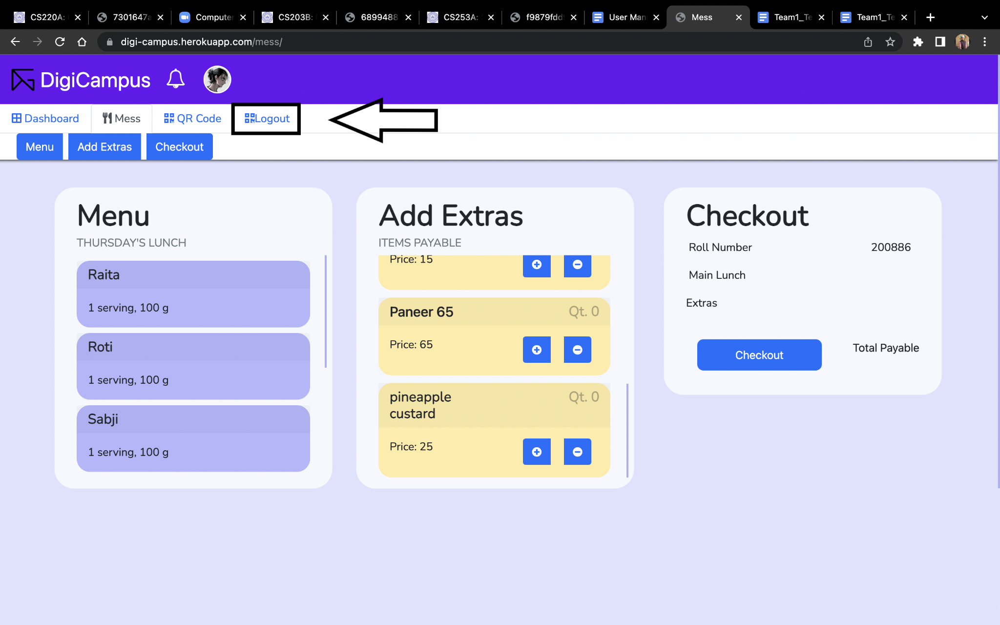 CS220A: 7301647a Computer CS203B: 6899488 CS253A: f9879fdd User Man Mess Team1_Te Team1_Te
digi-campus.herokuapp.com/mess/
DigiCampus
Dashboard Mess QR Code Logout
Menu Add Extras Checkout
Menu
THURSDAY'S LUNCH
Raita
1 serving, 100 g
Roti
1 serving, 100 g
Sabji
1 serving, 100 g
Add Extras
ITEMS PAYABLE
Price: 15
Paneer 65 Qt. 0
Price: 65
pineapple Qt. 0
custard
Price: 25
Checkout
Roll Number 200886
Main Lunch
Extras
Checkout Total Payable